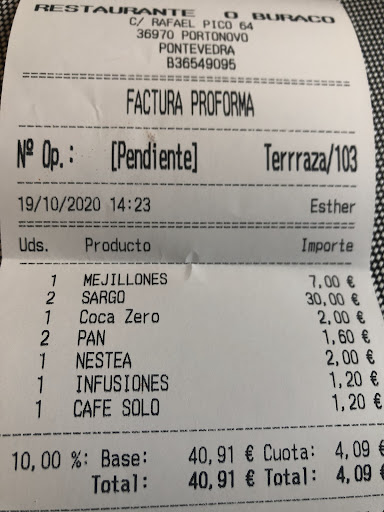 RESTAURANTE O BURACO
C/ RAFAEL PICO 64
36970 PORTONOVO
PONTEVEDRA
B36549095
FACTURA PROFORMA
Nº Op.: [Pendiente] Terrraza/103
19/10/2020 14:23 Esther
Uds. Producto Importe
1 MEJILLONES 7,00 €
2 SARGO 30,00 €
1 Coca Zero 2,00 €
2 PAN 1,60 €
1 NESTEA 2,00 €
1 INFUSIONES 1,20 €
1 CAFE SOLO 1,20 €
10,00 %: Base: 40,91 € Cuota: 4,09 €
Total: 40,91 € Total: 4,09 €